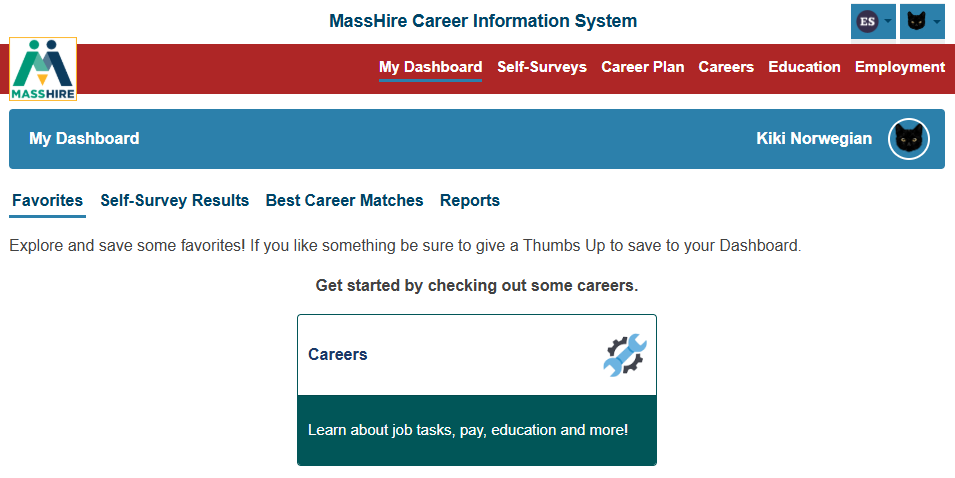 MassHire Career Information System
ES
MASSHIRE
My Dashboard Self-Surveys Career Plan Careers Education Employment
My Dashboard
Kiki Norwegian
Favorites Self-Survey Results Best Career Matches Reports
Explore and save some favorites! If you like something be sure to give a Thumbs Up to save to your Dashboard.
Get started by checking out some careers.
Careers
Learn about job tasks, pay, education and more!